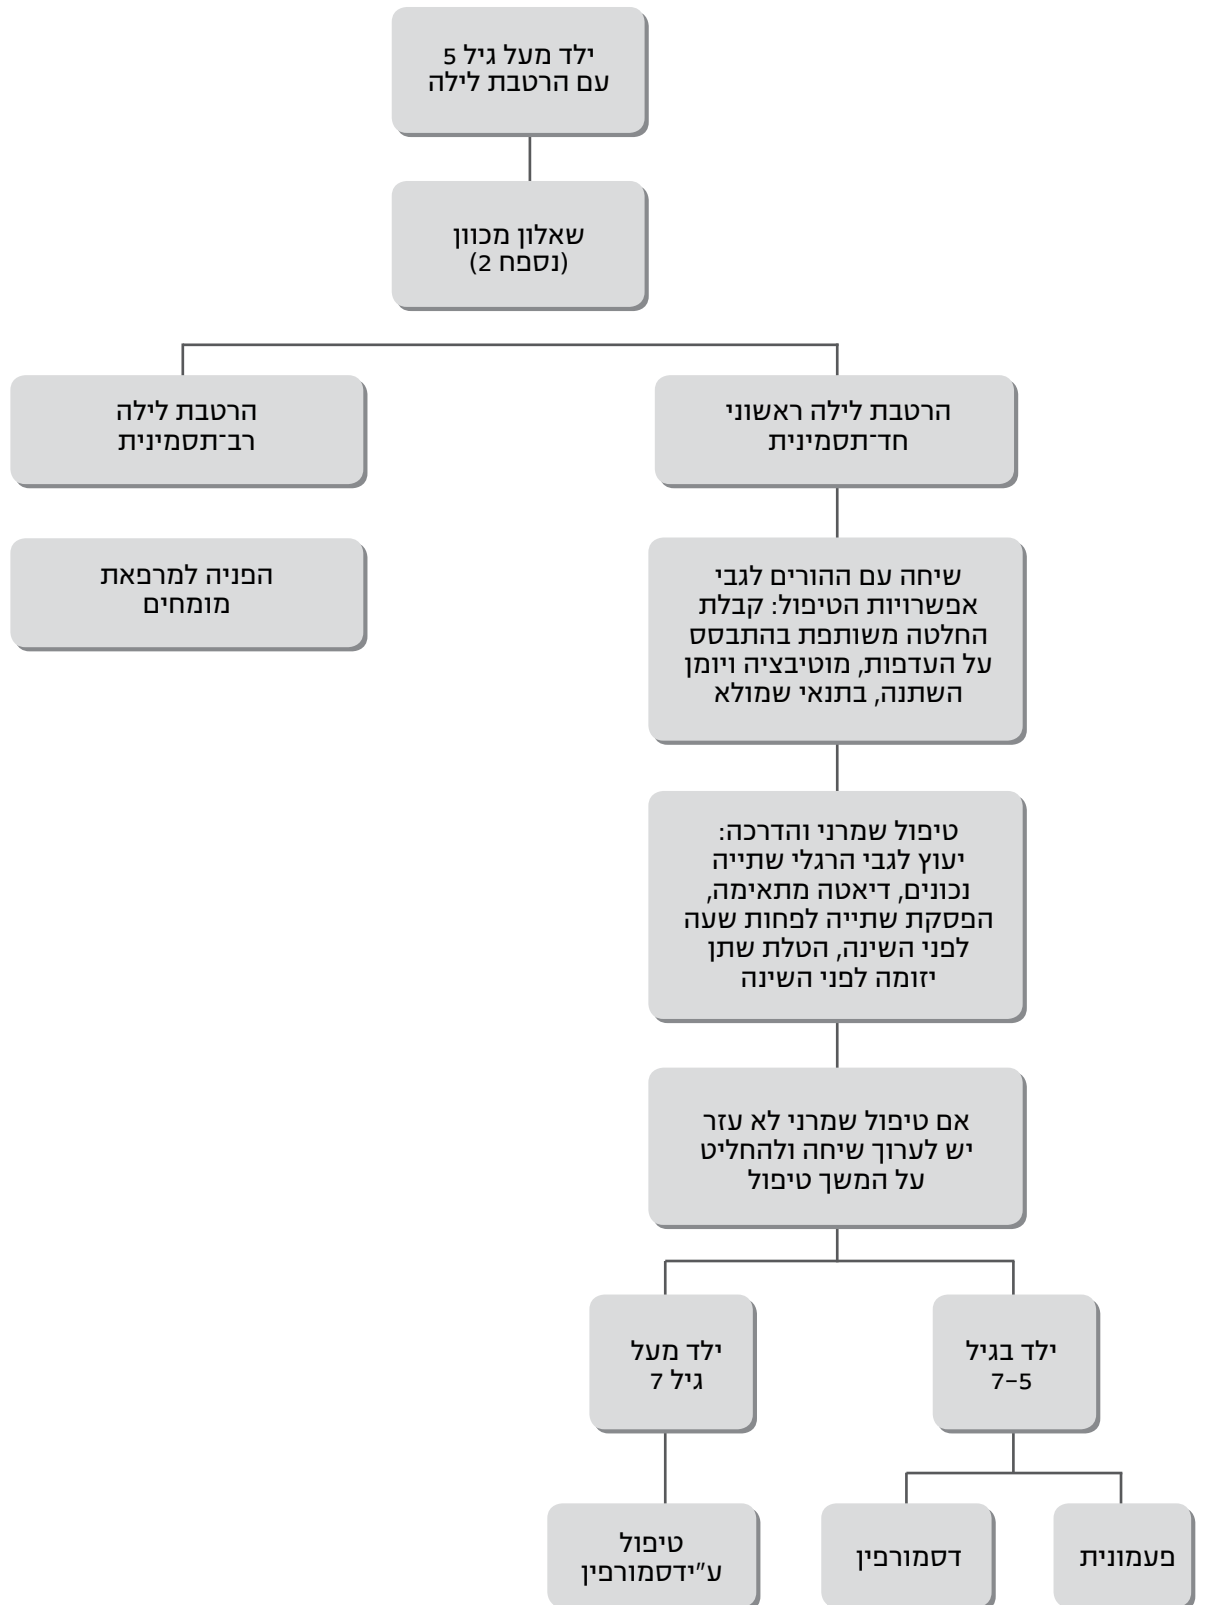 ילד מעל גיל 5
עם הרטבת לילה
שאלון מכוון
(נספח 2)
הרטבת לילה ראשוני
חד־תסמינית
הרטבת לילה
רב־תסמינית
הפניה למרפאת
מומחים
שיחה עם ההורים לגבי
אפשרויות הטיפול: קבלת
החלטה משותפת בהתבסס
על העדפות, מוטיבציה ויומן
השתנה, בתנאי שמולא
טיפול שמרני והדרכה:
יעוץ לגבי הרגלי שתייה
נכונים, דיאטה מתאימה,
הפסקת שתייה לפחות שעה
לפני השינה, הטלת שתן
יזומה לפני השינה
אם טיפול שמרני לא עזר
יש לערוך שיחה ולהחליט
על המשך טיפול
ילד בגיל
5–7
ילד מעל
גיל 7
פעמונית
דסמורפין
טיפול
ע"ידסמורפין